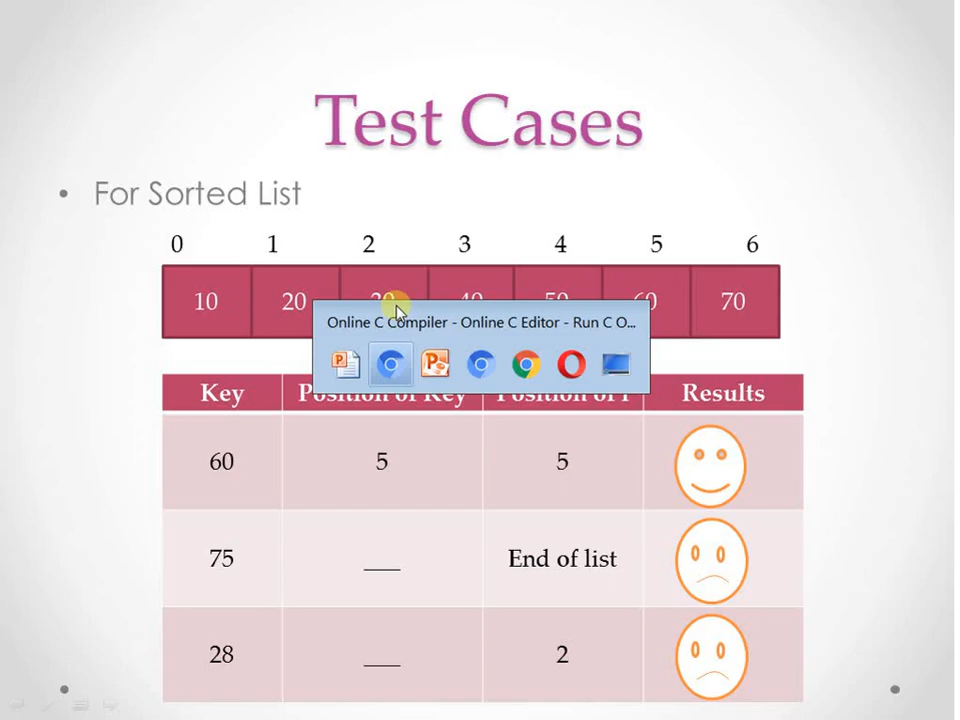 Test Cases
• For Sorted List
0 1 2 3 4 5 6
10 20 30 40 50 60 70
Online C Compiler - Online C Editor - Run C O...
Key Position of Key Position of I Results
60 5 5
75 ___ End of list
28 ___ 2